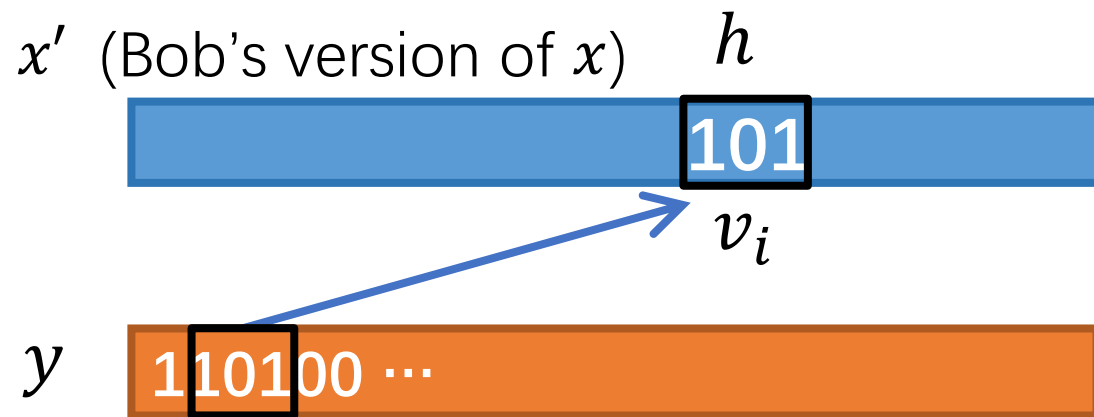 x′ (Bob's version of x) h
101
v_i
y 110100 ···